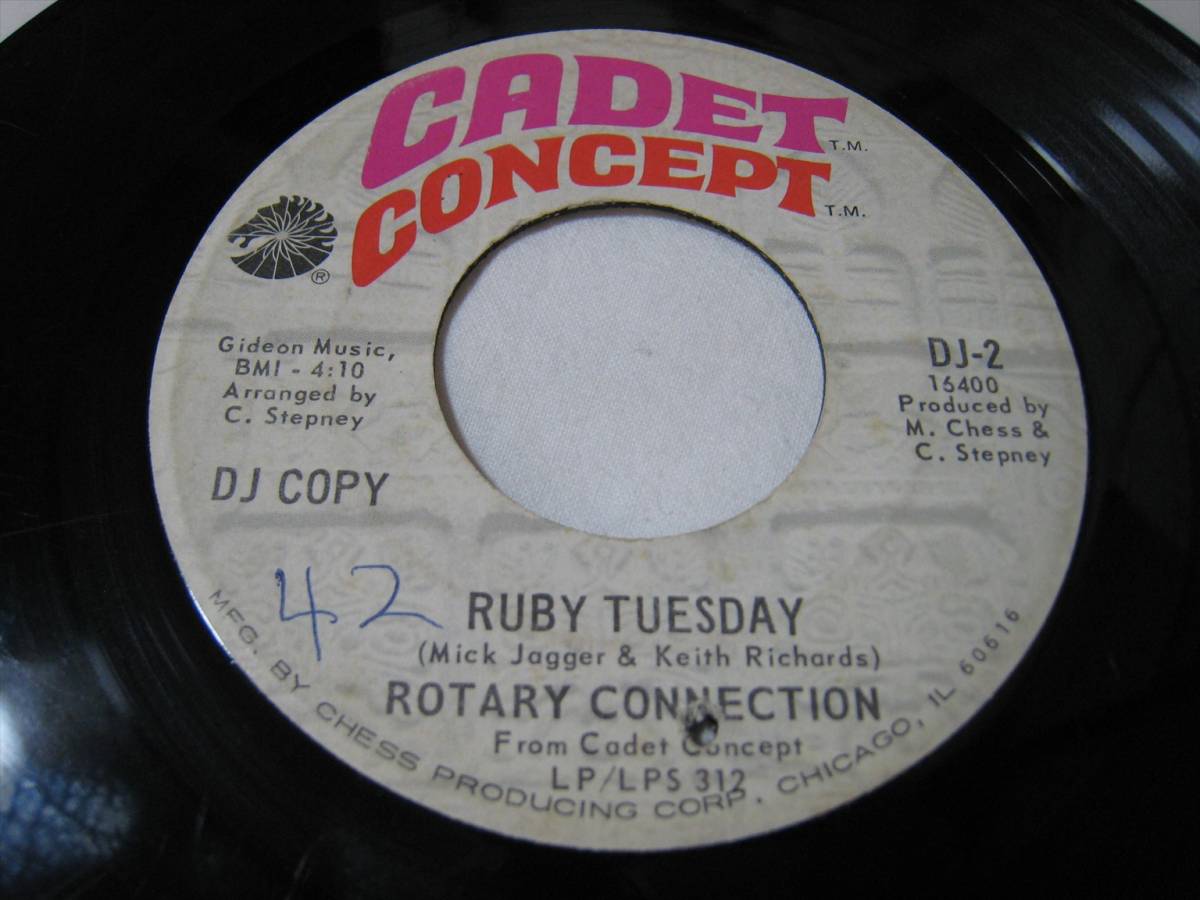 CADET T.M.
CONCEPT T.M.
®
Gideon Music,
BMI - 4:10
Arranged by
C. Stepney
DJ COPY
DJ-2
16400
Produced by
M. Chess &
C. Stepney
42
RUBY TUESDAY
(Mick Jagger & Keith Richards)
ROTARY CONNECTION
From Cadet Concept
LP/LPS 312
MFG. BY CHESS PRODUCING CORP. CHICAGO, IL 60616